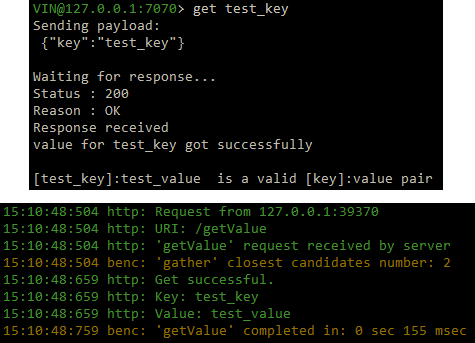 VIN@127.0.0.1:7070> get test_key
Sending payload:
{"key":"test_key"}
Waiting for response...
Status : 200
Reason : OK
Response received
value for test_key got successfully
[test_key]:test_value  is a valid [key]:value pair
15:10:48:504 http: Request from 127.0.0.1:39370
15:10:48:504 http: URI: /getValue
15:10:48:504 http: 'getValue' request received by server
15:10:48:504 benc: 'gather' closest candidates number: 2
15:10:48:659 http: Get successful.
15:10:48:659 http: Key: test_key
15:10:48:659 http: Value: test_value
15:10:48:759 benc: 'getValue' completed in: 0 sec 155 msec